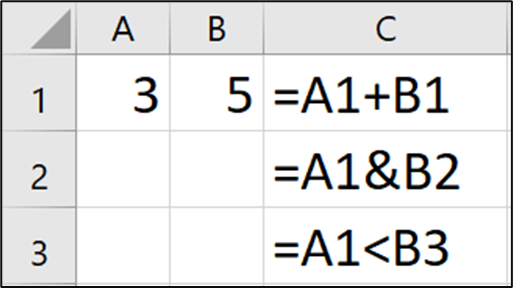 A B C
1 3 5 =A1+B1
2 =A1&B2
3 =A1<B3